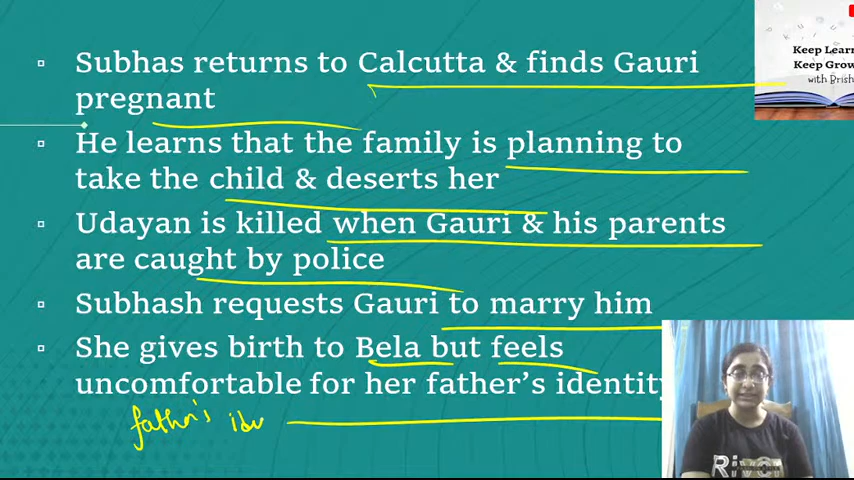 Subhas returns to Calcutta & finds Gauri
pregnant
He learns that the family is planning to
take the child & deserts her
Udayan is killed when Gauri & his parents
are caught by police
Subhash requests Gauri to marry him
She gives birth to Bela but feels
uncomfortable for her father's identity
father's ide
Keep Learn
Keep Grow
with Brish
River